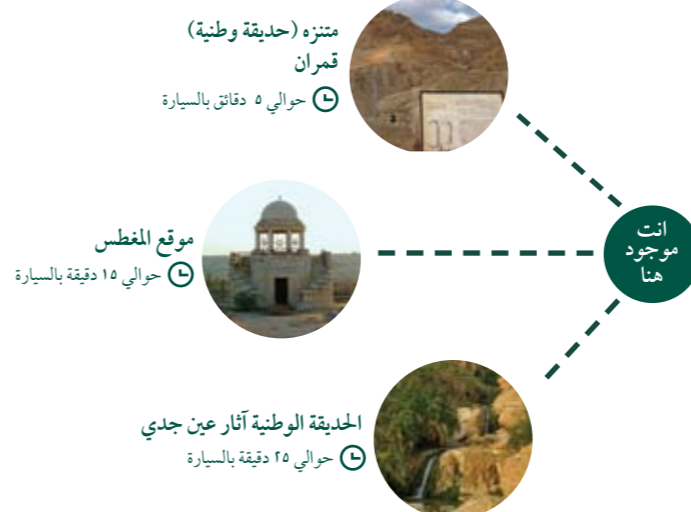 متنزه (حديقة وطنية)
قمران
حوالي ٥ دقائق بالسيارة
انت
موجود
هنا
موقع المغطس
حوالي ١٥ دقيقة بالسيارة
الحديقة الوطنية آثار عين جدي
حوالي ٢٥ دقيقة بالسيارة